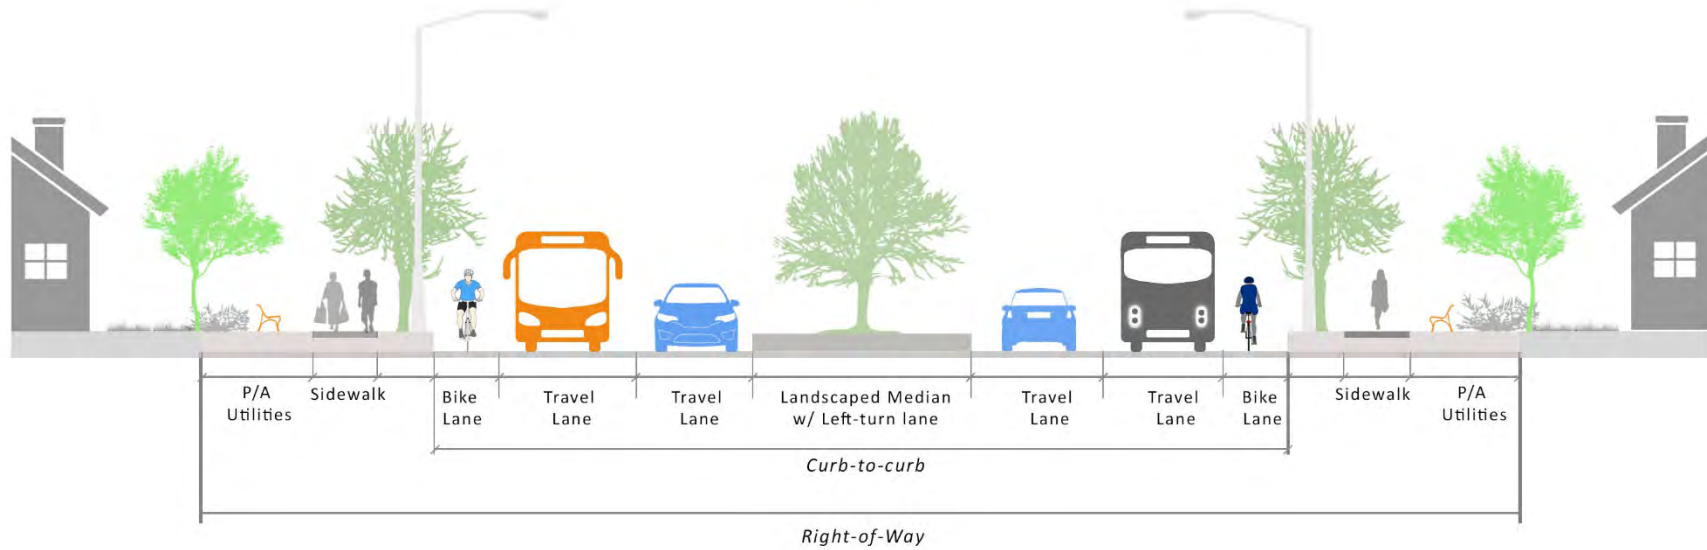 P/A
Utilities
Sidewalk
Bike
Lane
Travel
Lane
Travel
Lane
Landscaped Median
w/ Left-turn lane
Travel
Lane
Travel
Lane
Bike
Lane
Sidewalk
P/A
Utilities
Curb-to-curb
Right-of-Way